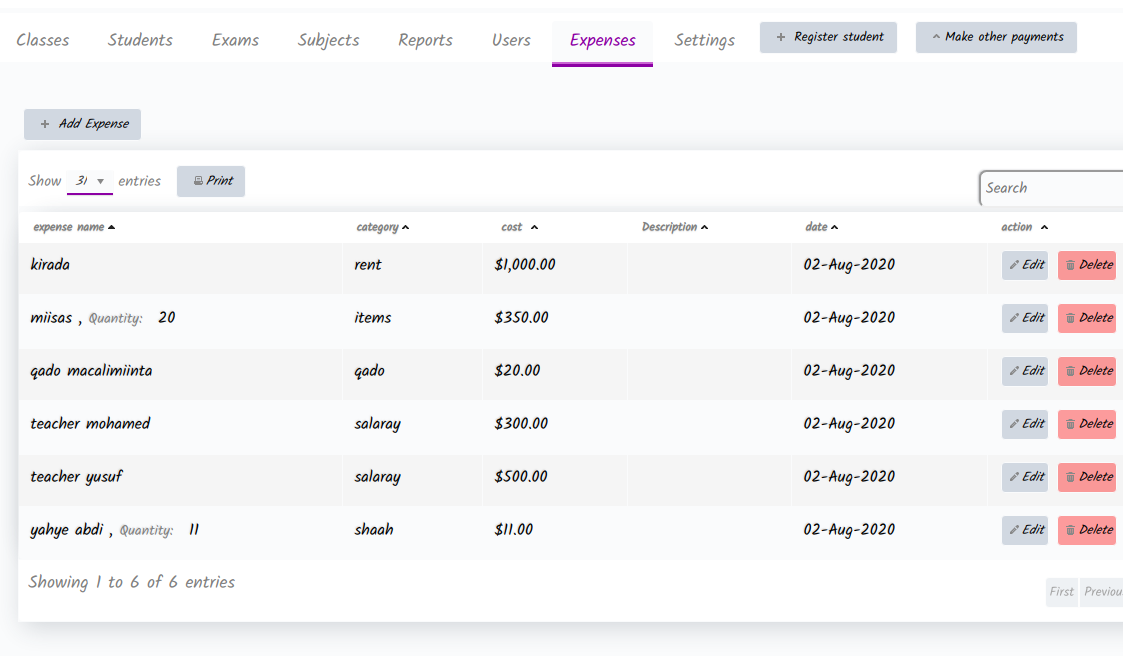 Classes Students Exams Subjects Reports Users Expenses Settings + Register student ^ Make other payments
+ Add Expense
Show 31 entries Print Search
expense name category cost Description date action
kirada rent $1,000.00 02-Aug-2020 Edit Delete
miisas , Quantity: 20 items $350.00 02-Aug-2020 Edit Delete
qado macalimiinta qado $20.00 02-Aug-2020 Edit Delete
teacher mohamed salaray $300.00 02-Aug-2020 Edit Delete
teacher yusuf salaray $500.00 02-Aug-2020 Edit Delete
yahye abdi , Quantity: 11 shaah $11.00 02-Aug-2020 Edit Delete
Showing 1 to 6 of 6 entries
First Previou